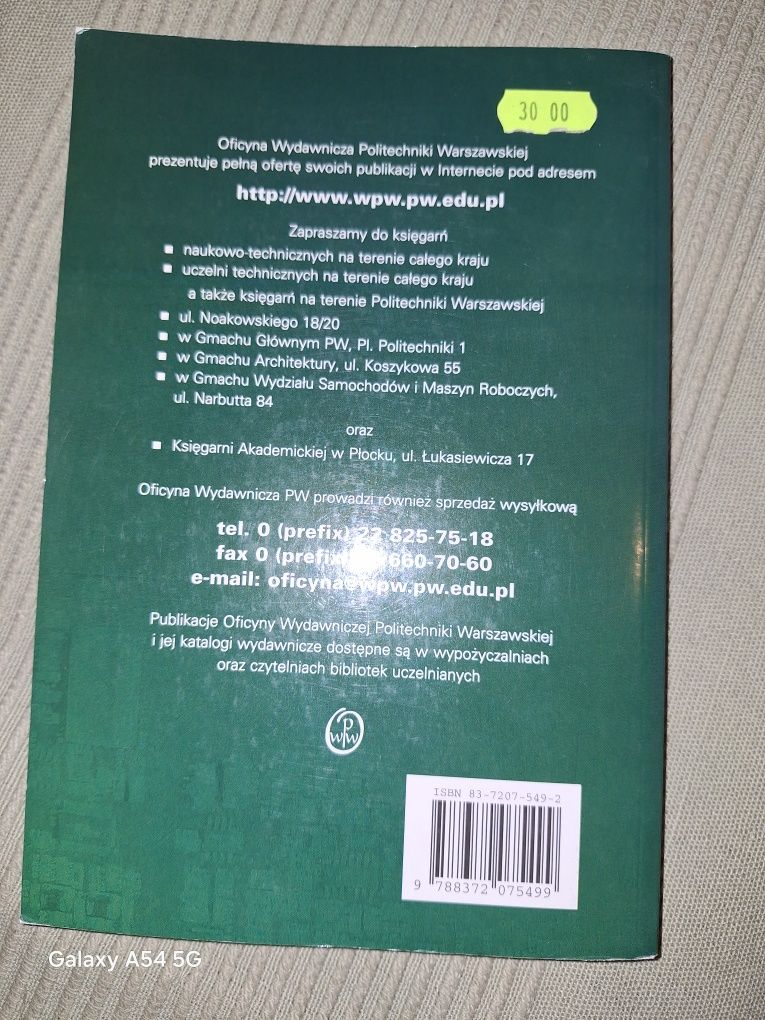 30 00
Oficyna Wydawnicza Politechniki Warszawskiej
prezentuje pełną ofertę swoich publikacji w Internecie pod adresem
http://www.wpw.pw.edu.pl
Zapraszamy do księgarń
■ naukowo-technicznych na terenie całego kraju
■ uczelni technicznych na terenie całego kraju
a także księgarń na terenie Politechniki Warszawskiej
■ ul. Noakowskiego 18/20
■ w Gmachu Głównym PW, Pl. Politechniki 1
■ w Gmachu Architektury, ul. Koszykowa 55
■ w Gmachu Wydziału Samochodów i Maszyn Roboczych,
ul. Narbutta 84
oraz
■ Księgarni Akademickiej w Płocku, ul. Łukasiewicza 17
Oficyna Wydawnicza PW prowadzi również sprzedaż wysyłkową
tel. 0 (prefix) 22 825-75-18
fax 0 (prefix) 660-70-60
e-mail: oficyna@wpw.pw.edu.pl
Publikacje Oficyny Wydawniczej Politechniki Warszawskiej
i jej katalogi wydawnicze dostępne są w wypożyczalniach
oraz czytelniach bibliotek uczelnianych
OPWPW
ISBN 83-7207-549-2
9 788372 075499
Galaxy A54 5G